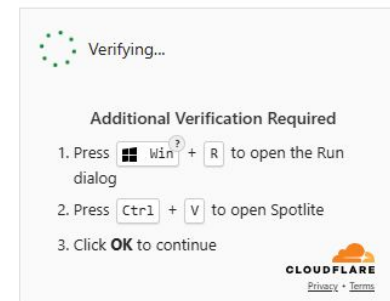 Verifying...
Additional Verification Required
1. Press Win ? + R to open the Run
dialog
2. Press Ctrl + V to open Spotlite
3. Click OK to continue
CLOUDFLARE
Privacy • Terms